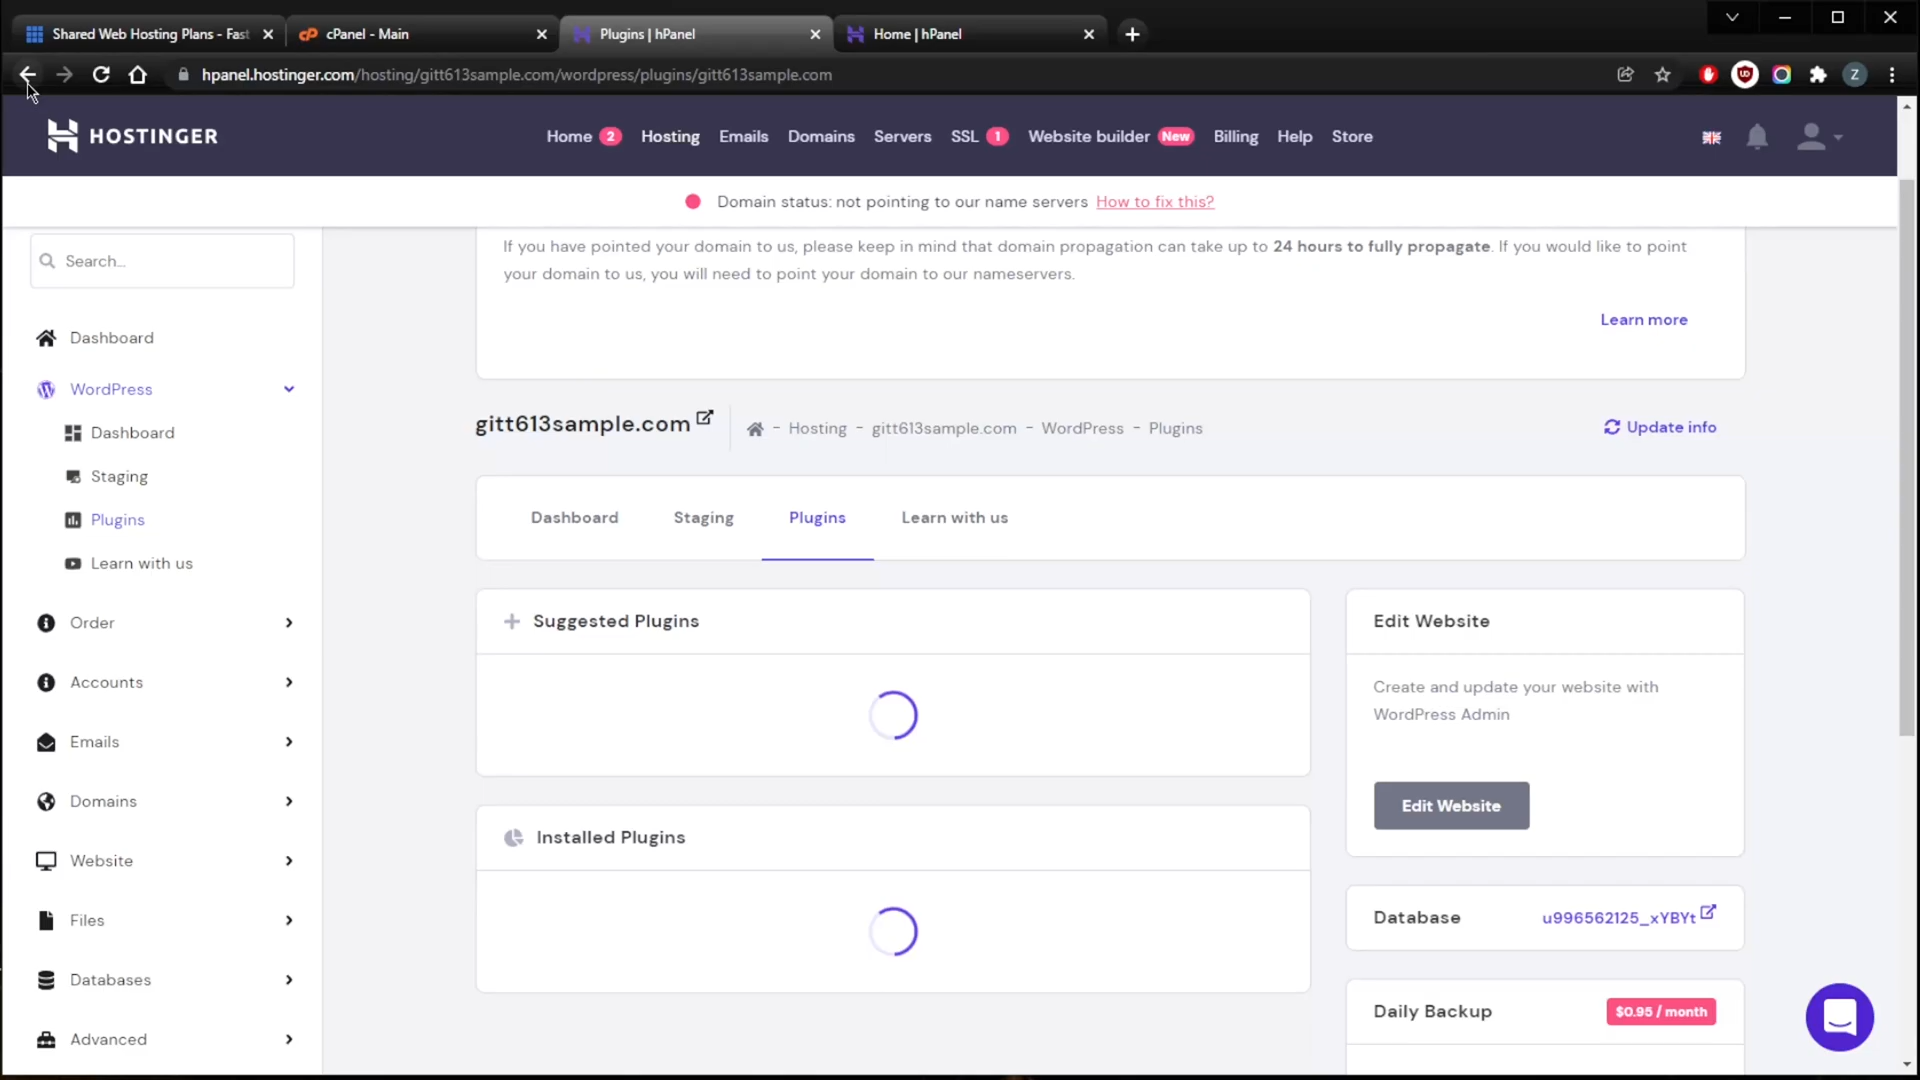 Shared Web Hosting Plans - Fast
cPanel - Main
Plugins | hPanel
Home | hPanel
hpanel.hostinger.com/hosting/gitt613sample.com/wordpress/plugins/gitt613sample.com
Z
HOSTINGER
Home 2 Hosting Emails Domains Servers SSL 1 Website builder New Billing Help Store
Domain status: not pointing to our name servers How to fix this?
Search...
Dashboard
WordPress
Dashboard
Staging
Plugins
Learn with us
Order
Accounts
Emails
Domains
Website
Files
Databases
Advanced
If you have pointed your domain to us, please keep in mind that domain propagation can take up to 24 hours to fully propagate. If you would like to point
your domain to us, you will need to point your domain to our nameservers.
Learn more
gitt613sample.com
- Hosting - gitt613sample.com - WordPress - Plugins
Update info
Dashboard Staging Plugins Learn with us
Suggested Plugins
Installed Plugins
Edit Website
Create and update your website with
WordPress Admin
Edit Website
Database u996562125_xYBYt
Daily Backup $0.95 / month